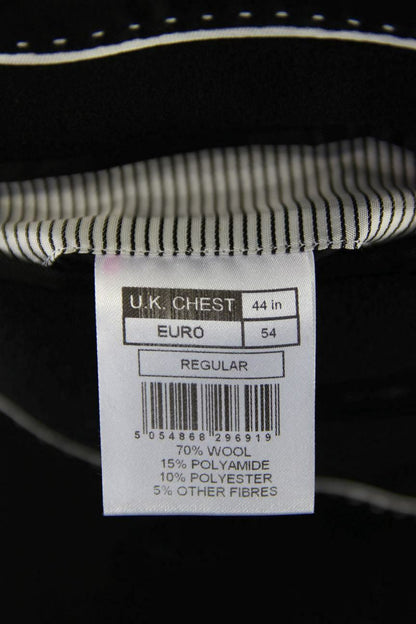 U.K. CHEST 44 in
EURO 54
REGULAR
5 054868 296919
70% WOOL
15% POLYAMIDE
10% POLYESTER
5% OTHER FIBRES